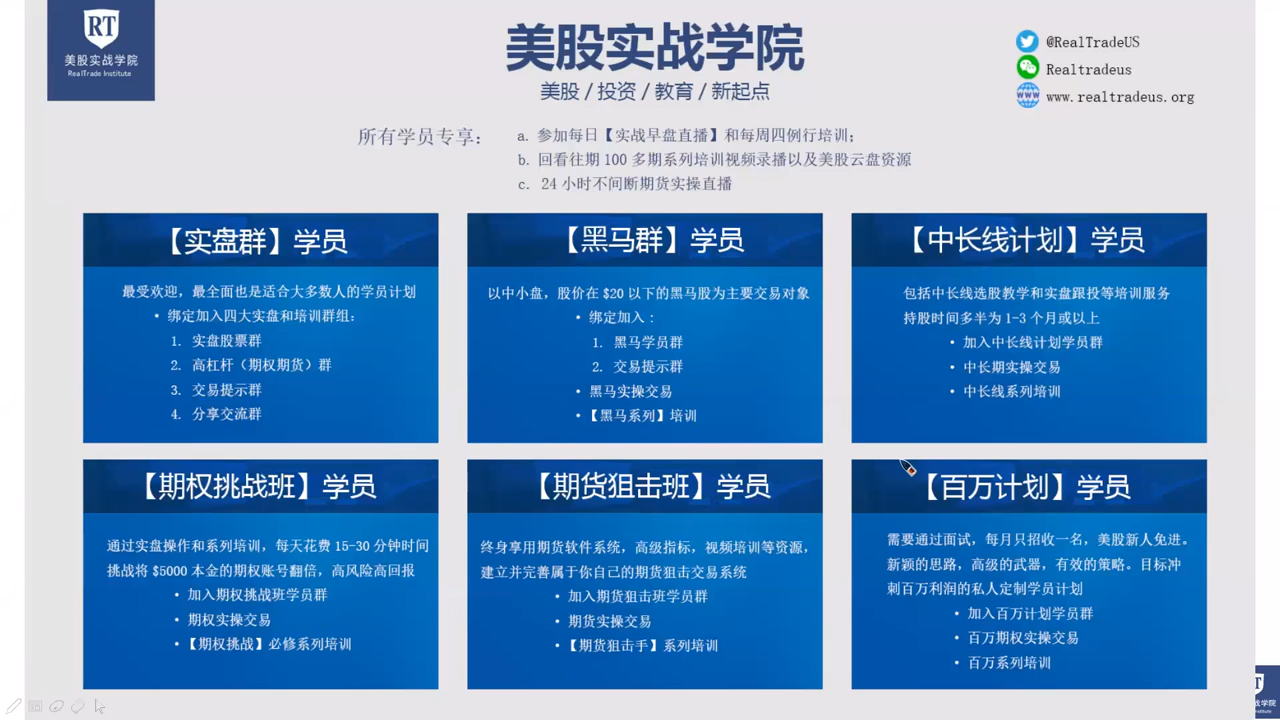 RT
美股实战学院
RealTrade Institute
美股实战学院
美股 / 投资 / 教育 / 新起点
@RealTradeUS
Realtradeus
www.realtradeus.org
所有学员专享：
a. 参加每日【实战早盘直播】和每周四例行培训；
b. 回看往期 100 多期系列培训视频录播以及美股云盘资源
c. 24 小时不间断期货实操直播
【实盘群】学员
最受欢迎，最全面也是适合大多数人的学员计划
• 绑定加入四大实盘和培训群组：
1. 实盘股票群
2. 高杠杆（期权期货）群
3. 交易提示群
4. 分享交流群
【黑马群】学员
以中小盘，股价在 $20 以下的黑马股为主要交易对象
• 绑定加入：
1. 黑马学员群
2. 交易提示群
• 黑马实操交易
• 【黑马系列】培训
【中长线计划】学员
包括中长线选股教学和实盘跟投等培训服务
持股时间多半为 1-3 个月或以上
• 加入中长线计划学员群
• 中长期实操交易
• 中长线系列培训
【期权挑战班】学员
通过实盘操作和系列培训，每天花费 15-30 分钟时间
挑战将 $5000 本金的期权账号翻倍，高风险高回报
• 加入期权挑战班学员群
• 期权实操交易
• 【期权挑战】必修系列培训
【期货狙击班】学员
终身享用期货软件系统，高级指标，视频培训等资源，
建立并完善属于你自己的期货狙击交易系统
• 加入期货狙击班学员群
• 期货实操交易
• 【期货狙击手】系列培训
【百万计划】学员
需要通过面试，每月只招收一名，美股新人免进。
新颖的思路，高级的武器，有效的策略。目标冲
刺百万利润的私人定制学员计划
• 加入百万计划学员群
• 百万期权实操交易
• 百万系列培训
T
战学院
Institute